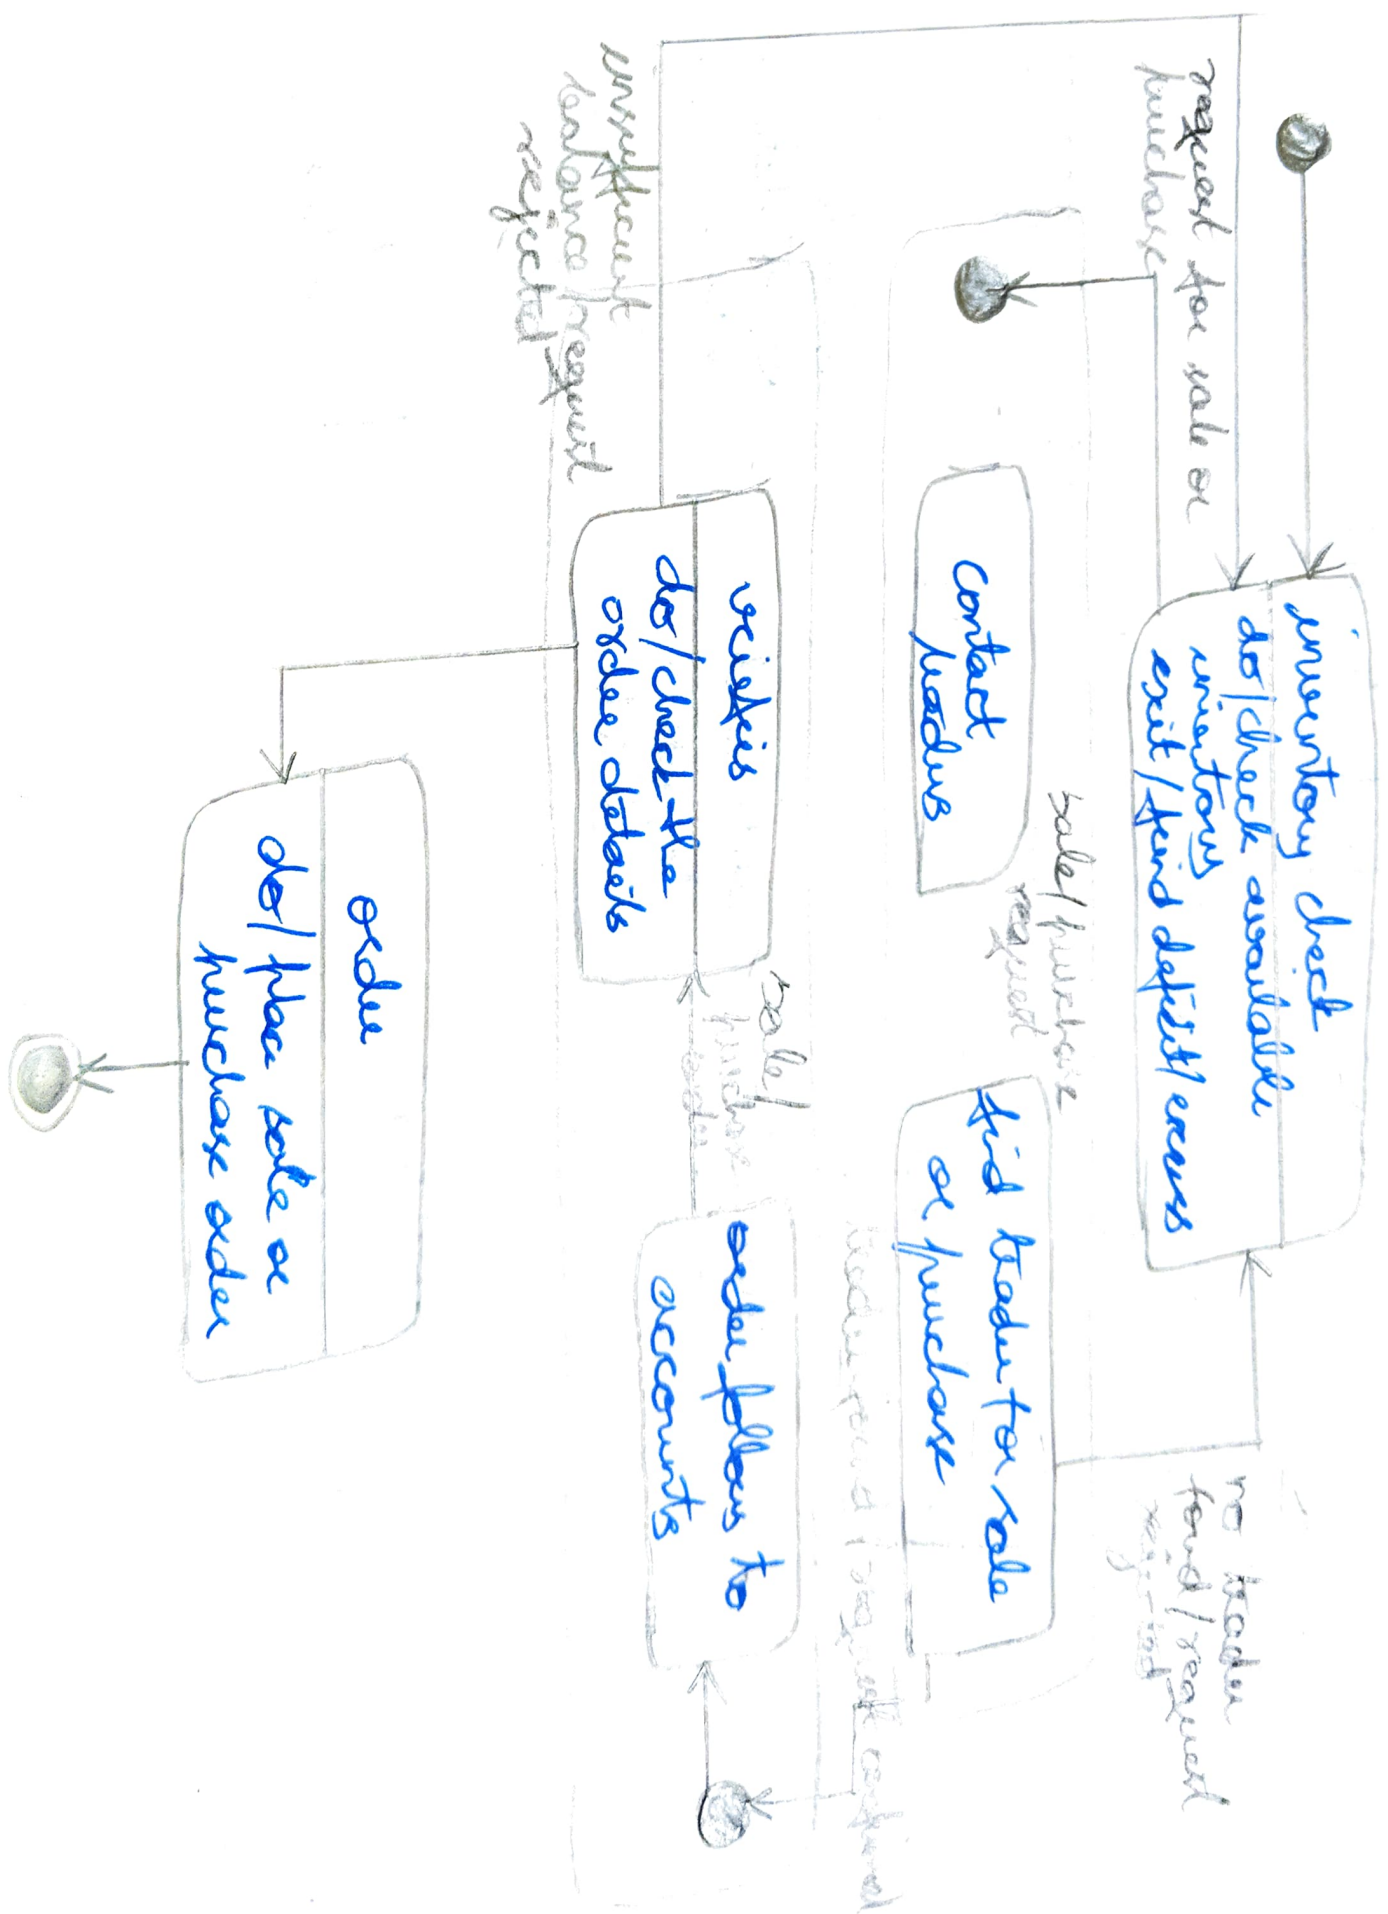 inventory check
do/check available
inventory
exit/find deficit/excess
request for sale or
purchase
no trader
found/request
rejected
sale/purchase
request
contact
traders
find trader for sale
or purchase
trader found/request confirmed
verifies
do/check the
order details
sale/
purchase
order
order follows to
accounts
insufficient
balance/request
rejected
order
do/place sale or
purchase order